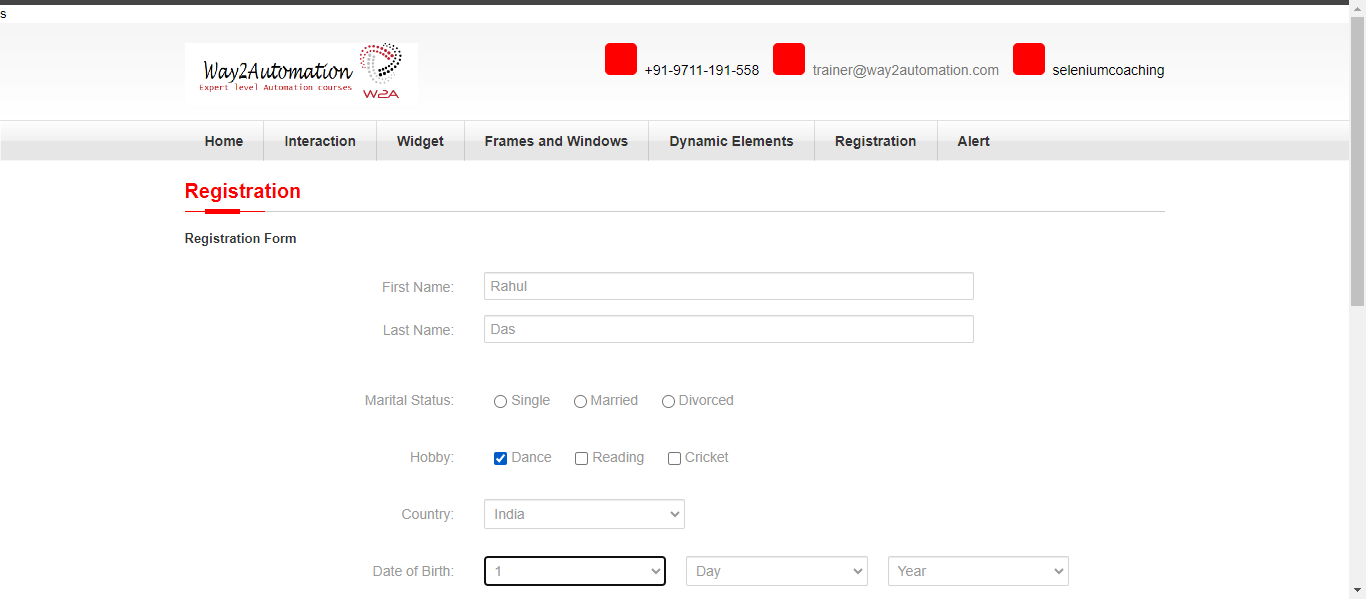 s
Way2Automation
Expert level Automation courses
W2A
+91-9711-191-558 trainer@way2automation.com seleniumcoaching
Home Interaction Widget Frames and Windows Dynamic Elements Registration Alert
Registration
Registration Form
First Name: Rahul
Last Name: Das
Marital Status: Single Married Divorced
Hobby: Dance Reading Cricket
Country: India
Date of Birth: 1 Day Year